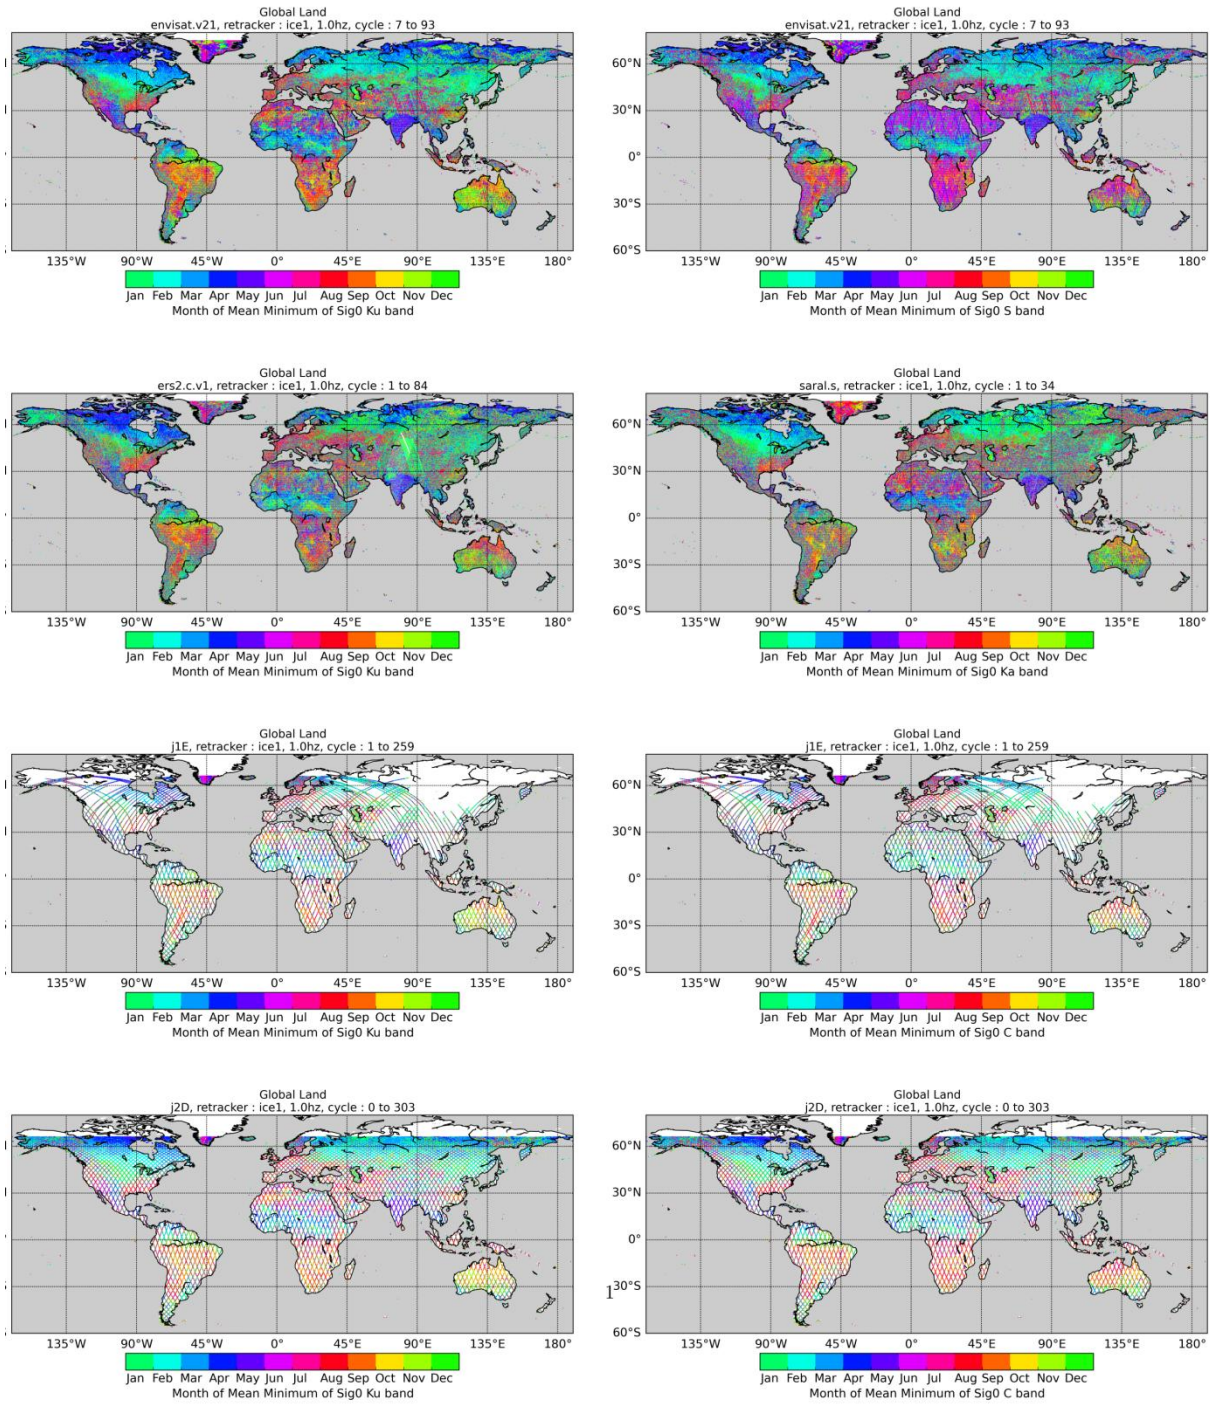 Global Land
envisat.v21, retracker : ice1, 1.0hz, cycle : 7 to 93
S
135°W 90°W 45°W 0° 45°E 90°E 135°E 180°
Jan Feb Mar Apr May Jun Jul Aug Sep Oct Nov Dec
Month of Mean Minimum of Sig0 Ku band
Global Land
envisat.v21, retracker : ice1, 1.0hz, cycle : 7 to 93
60°N
30°N
0°
30°S
60°S
135°W 90°W 45°W 0° 45°E 90°E 135°E 180°
Jan Feb Mar Apr May Jun Jul Aug Sep Oct Nov Dec
Month of Mean Minimum of Sig0 S band
Global Land
ers2.c.v1, retracker : ice1, 1.0hz, cycle : 1 to 84
S
135°W 90°W 45°W 0° 45°E 90°E 135°E 180°
Jan Feb Mar Apr May Jun Jul Aug Sep Oct Nov Dec
Month of Mean Minimum of Sig0 Ku band
Global Land
saral.s, retracker : ice1, 1.0hz, cycle : 1 to 34
60°N
30°N
0°
30°S
60°S
135°W 90°W 45°W 0° 45°E 90°E 135°E 180°
Jan Feb Mar Apr May Jun Jul Aug Sep Oct Nov Dec
Month of Mean Minimum of Sig0 Ka band
Global Land
j1E, retracker : ice1, 1.0hz, cycle : 1 to 259
S
135°W 90°W 45°W 0° 45°E 90°E 135°E 180°
Jan Feb Mar Apr May Jun Jul Aug Sep Oct Nov Dec
Month of Mean Minimum of Sig0 Ku band
Global Land
j1E, retracker : ice1, 1.0hz, cycle : 1 to 259
60°N
30°N
0°
30°S
60°S
135°W 90°W 45°W 0° 45°E 90°E 135°E 180°
Jan Feb Mar Apr May Jun Jul Aug Sep Oct Nov Dec
Month of Mean Minimum of Sig0 C band
Global Land
j2D, retracker : ice1, 1.0hz, cycle : 0 to 303
S
135°W 90°W 45°W 0° 45°E 90°E 135°E 180°
Jan Feb Mar Apr May Jun Jul Aug Sep Oct Nov Dec
Month of Mean Minimum of Sig0 Ku band
Global Land
j2D, retracker : ice1, 1.0hz, cycle : 0 to 303
60°N
30°N
0°
30°S
60°S
135°W 90°W 45°W 0° 45°E 90°E 135°E 180°
Jan Feb Mar Apr May Jun Jul Aug Sep Oct Nov Dec
Month of Mean Minimum of Sig0 C band
1